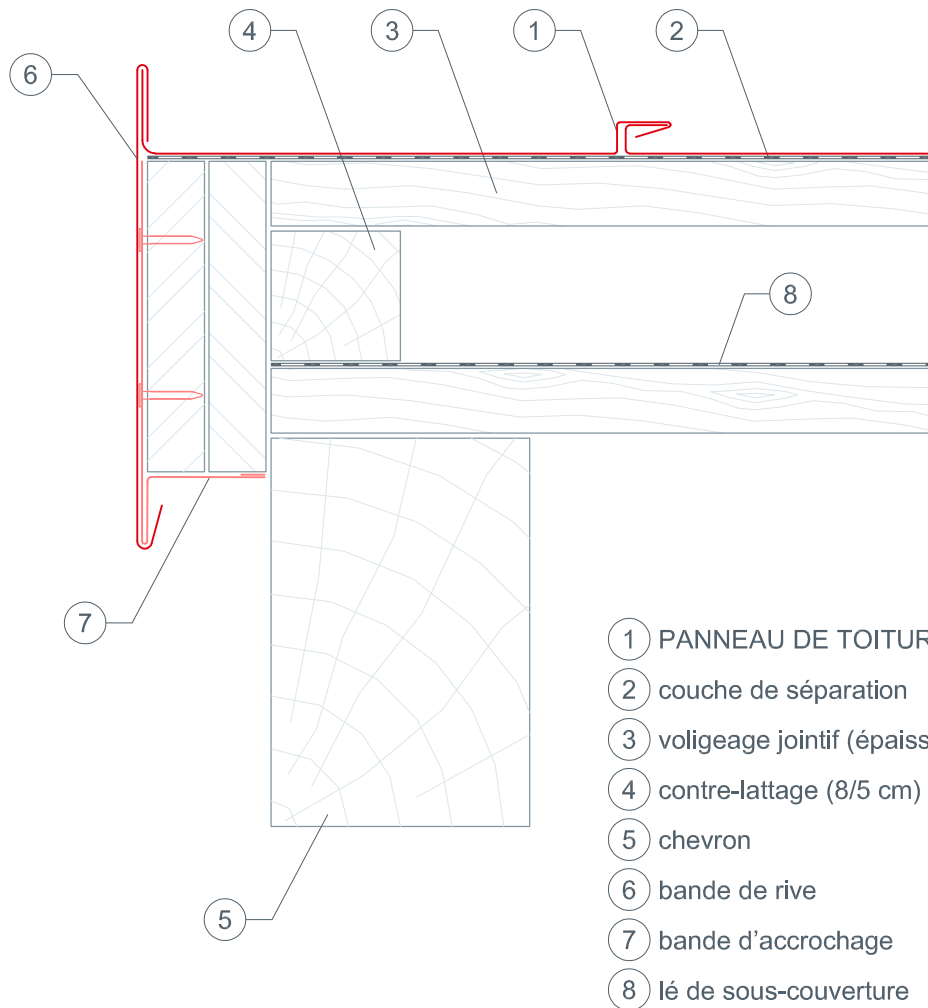 4 3 1 2
6
8
7
1 PANNEAU DE TOITUR
2 couche de séparation
3 voligeage jointif (épaiss
4 contre-lattage (8/5 cm)
5 chevron
5
6 bande de rive
7 bande d'accrochage
8 lé de sous-couverture